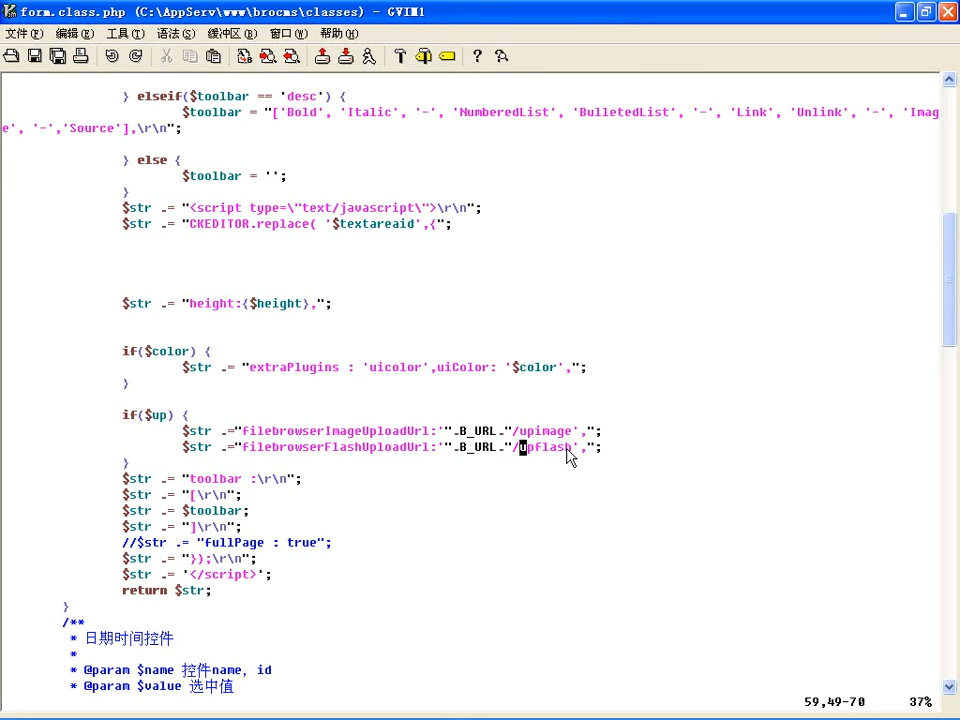 form.class.php (C:\AppServ\www\brocms\classes) - GVIM1
文件(F) 编辑(E) 工具(T) 语法(S) 缓冲区(B) 窗口(W) 帮助(H)
} elseif($toolbar == 'desc') {
$toolbar = "['Bold', 'Italic', '-', 'NumberedList', 'BulletedList', '-', 'Link', 'Unlink', '-', 'Imag
e', '-','Source'],\r\n";
} else {
$toolbar = '';
}
$str .= "<script type=\"text/javascript\">\r\n";
$str .= "CKEDITOR.replace( '$textareaid',{";
$str .= "height:{$height},";
if($color) {
$str .= "extraPlugins : 'uicolor',uiColor: '$color',";
}
if($up) {
$str .="filebrowserImageUploadUrl:'".B_URL."/upimage',";
$str .="filebrowserFlashUploadUrl:'".B_URL."/upflash',";
}
$str .= "toolbar :\r\n";
$str .= "[\r\n";
$str .= $toolbar;
$str .= "]\r\n";
//$str .= "fullPage : true";
$str .= "});\r\n";
$str .= '</script>';
return $str;
}
/**
* 日期时间控件
*
* @param $name 控件name, id
* @param $value 选中值
59,49-70 37%